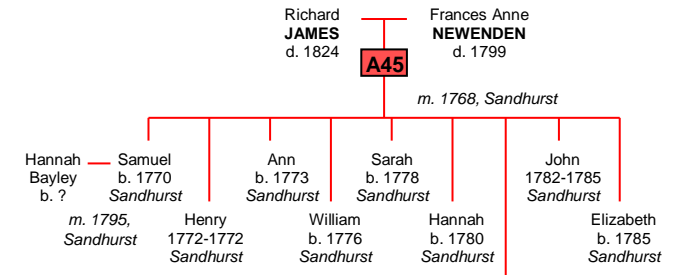 Richard
JAMES
d. 1824
Frances Anne
NEWENDEN
d. 1799
A45
m. 1768, Sandhurst
Hannah
Bayley
b. ?
m. 1795,
Sandhurst
Samuel
b. 1770
Sandhurst
Henry
1772-1772
Sandhurst
Ann
b. 1773
Sandhurst
William
b. 1776
Sandhurst
Sarah
b. 1778
Sandhurst
Hannah
b. 1780
Sandhurst
John
1782-1785
Sandhurst
Elizabeth
b. 1785
Sandhurst